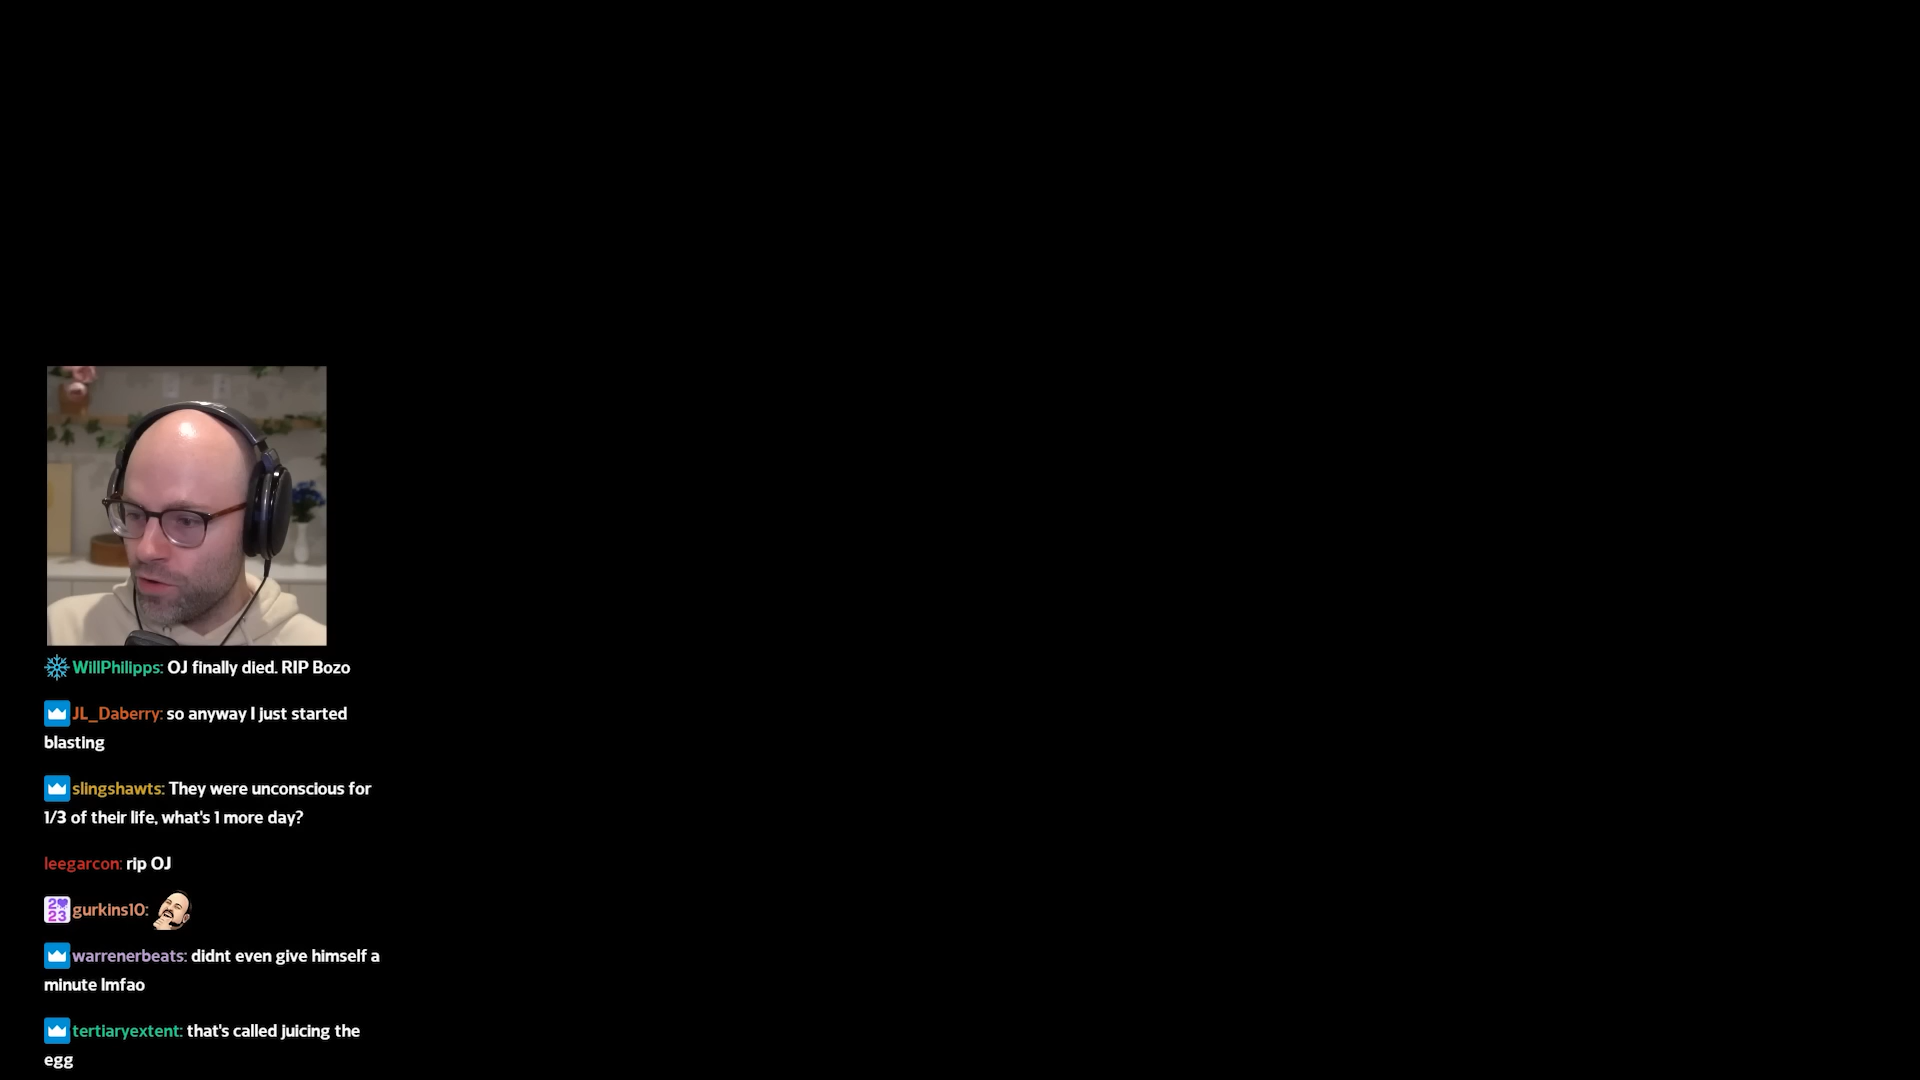 WillPhilipps: OJ finally died. RIP Bozo
JL_Daberry: so anyway I just started
blasting
slingshawts: They were unconscious for
1/3 of their life, what's 1 more day?
leegarcon: rip OJ
2023 gurkins10:
warrenerbeats: didnt even give himself a
minute lmfao
tertiaryextent: that's called juicing the
egg